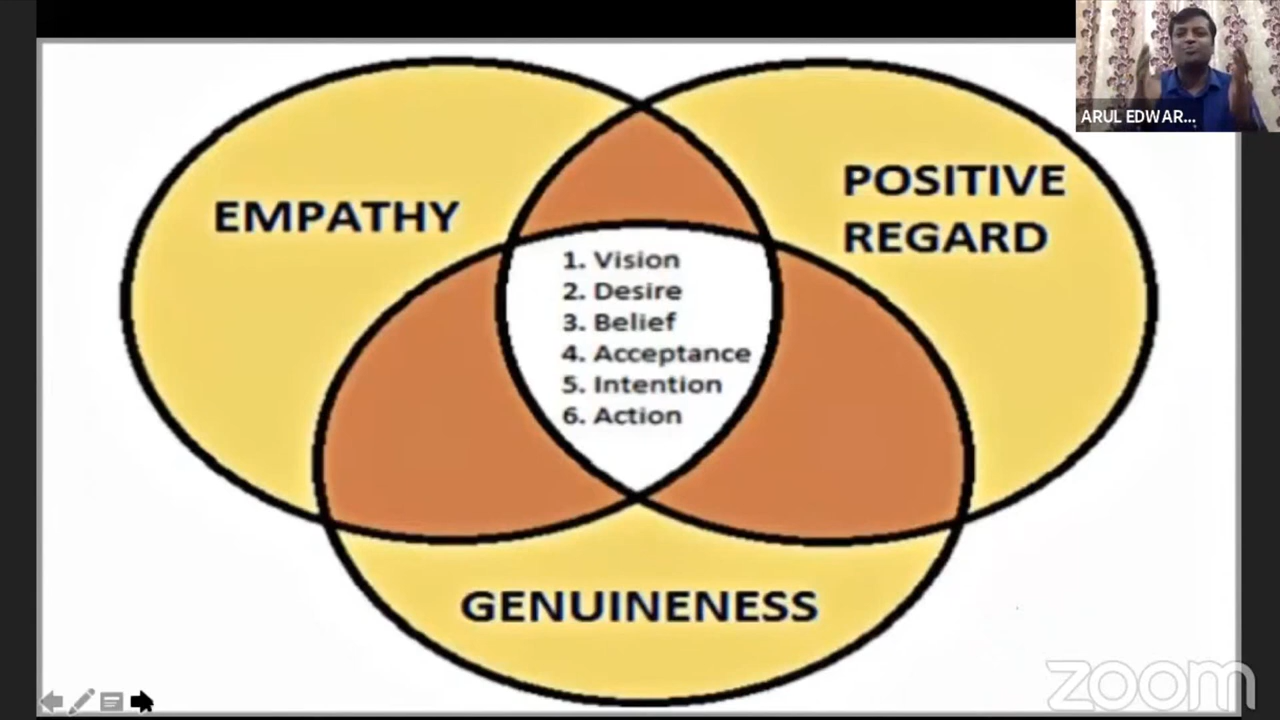 ARUL EDWAR...
EMPATHY
POSITIVE
REGARD
1. Vision
2. Desire
3. Belief
4. Acceptance
5. Intention
6. Action
GENUINENESS
zoom